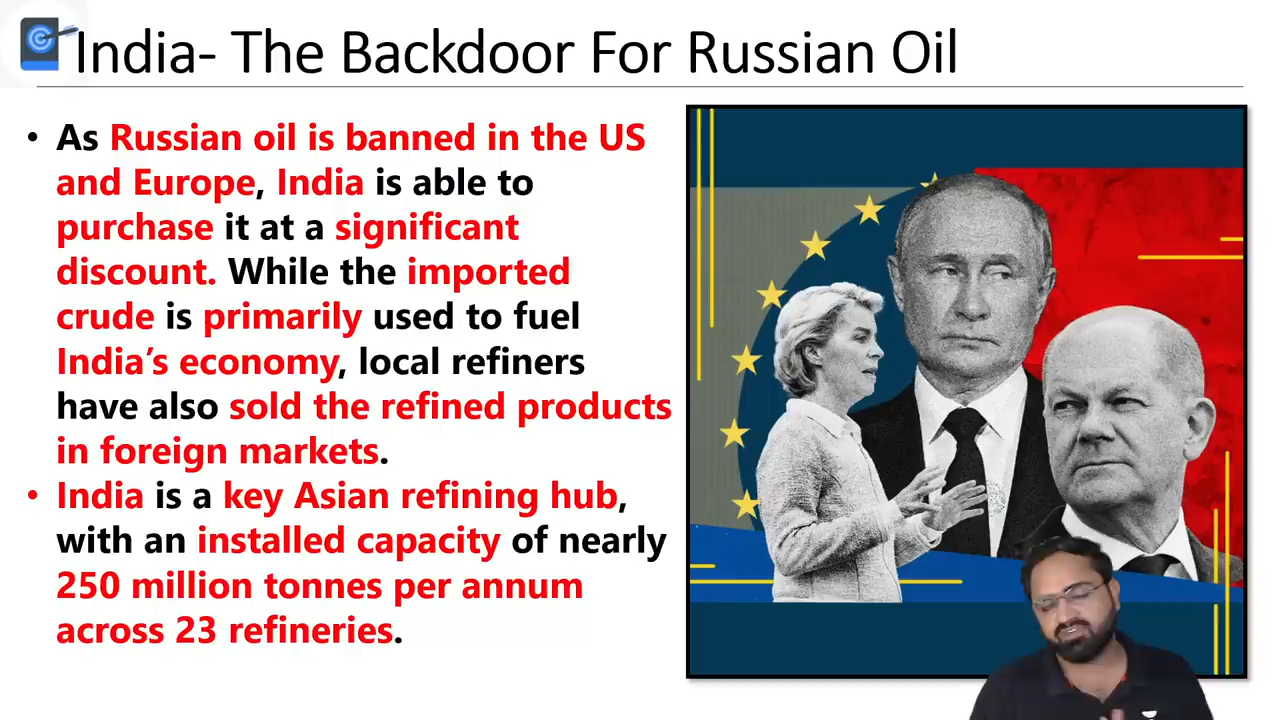 India- The Backdoor For Russian Oil
• As Russian oil is banned in the US
and Europe, India is able to
purchase it at a significant
discount. While the imported
crude is primarily used to fuel
India’s economy, local refiners
have also sold the refined products
in foreign markets.
• India is a key Asian refining hub,
with an installed capacity of nearly
250 million tonnes per annum
across 23 refineries.